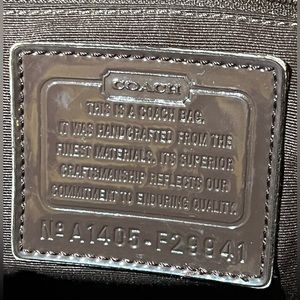 COACH
THIS IS A COACH BAG.
IT WAS HANDCRAFTED FROM THE
FINEST MATERIALS. ITS SUPERIOR
CRAFTSMANSHIP REFLECTS OUR
COMMITMENT TO ENDURING QUALITY.
Nº A1405-F29941